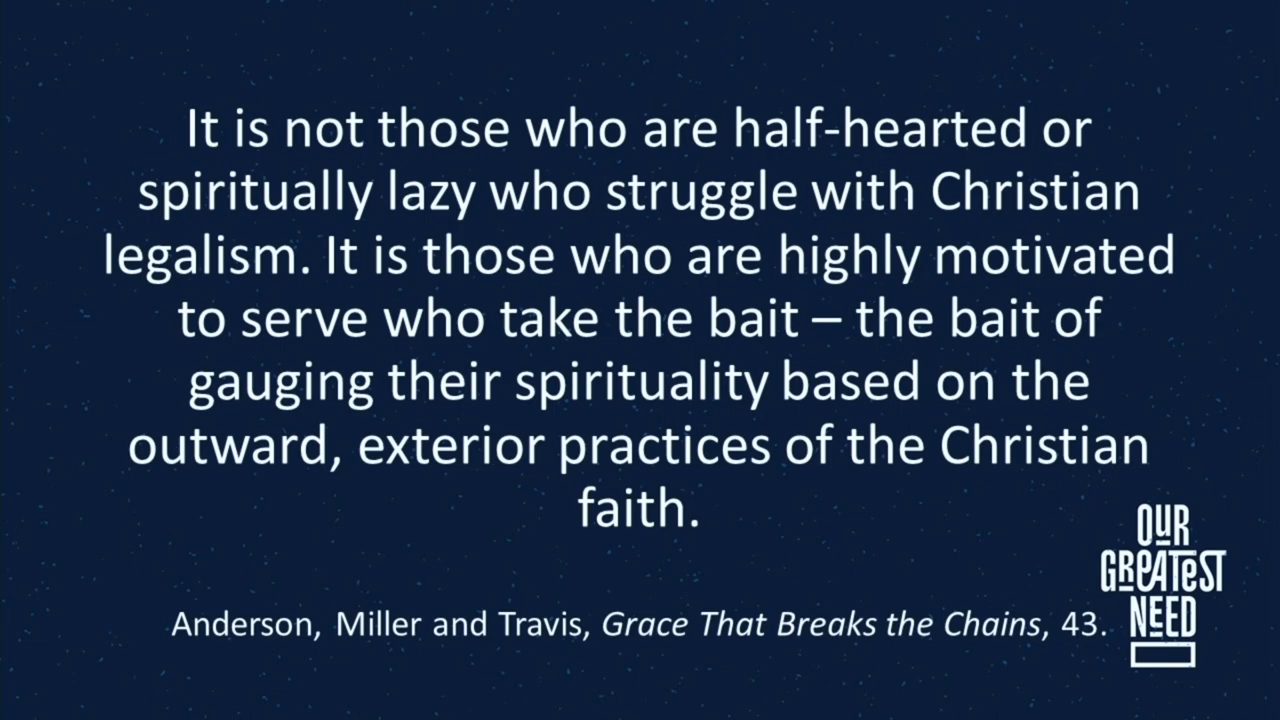 It is not those who are half-hearted or
spiritually lazy who struggle with Christian
legalism. It is those who are highly motivated
to serve who take the bait – the bait of
gauging their spirituality based on the
outward, exterior practices of the Christian
faith.
Anderson, Miller and Travis, Grace That Breaks the Chains, 43.
OUR
GREATEST
NEED